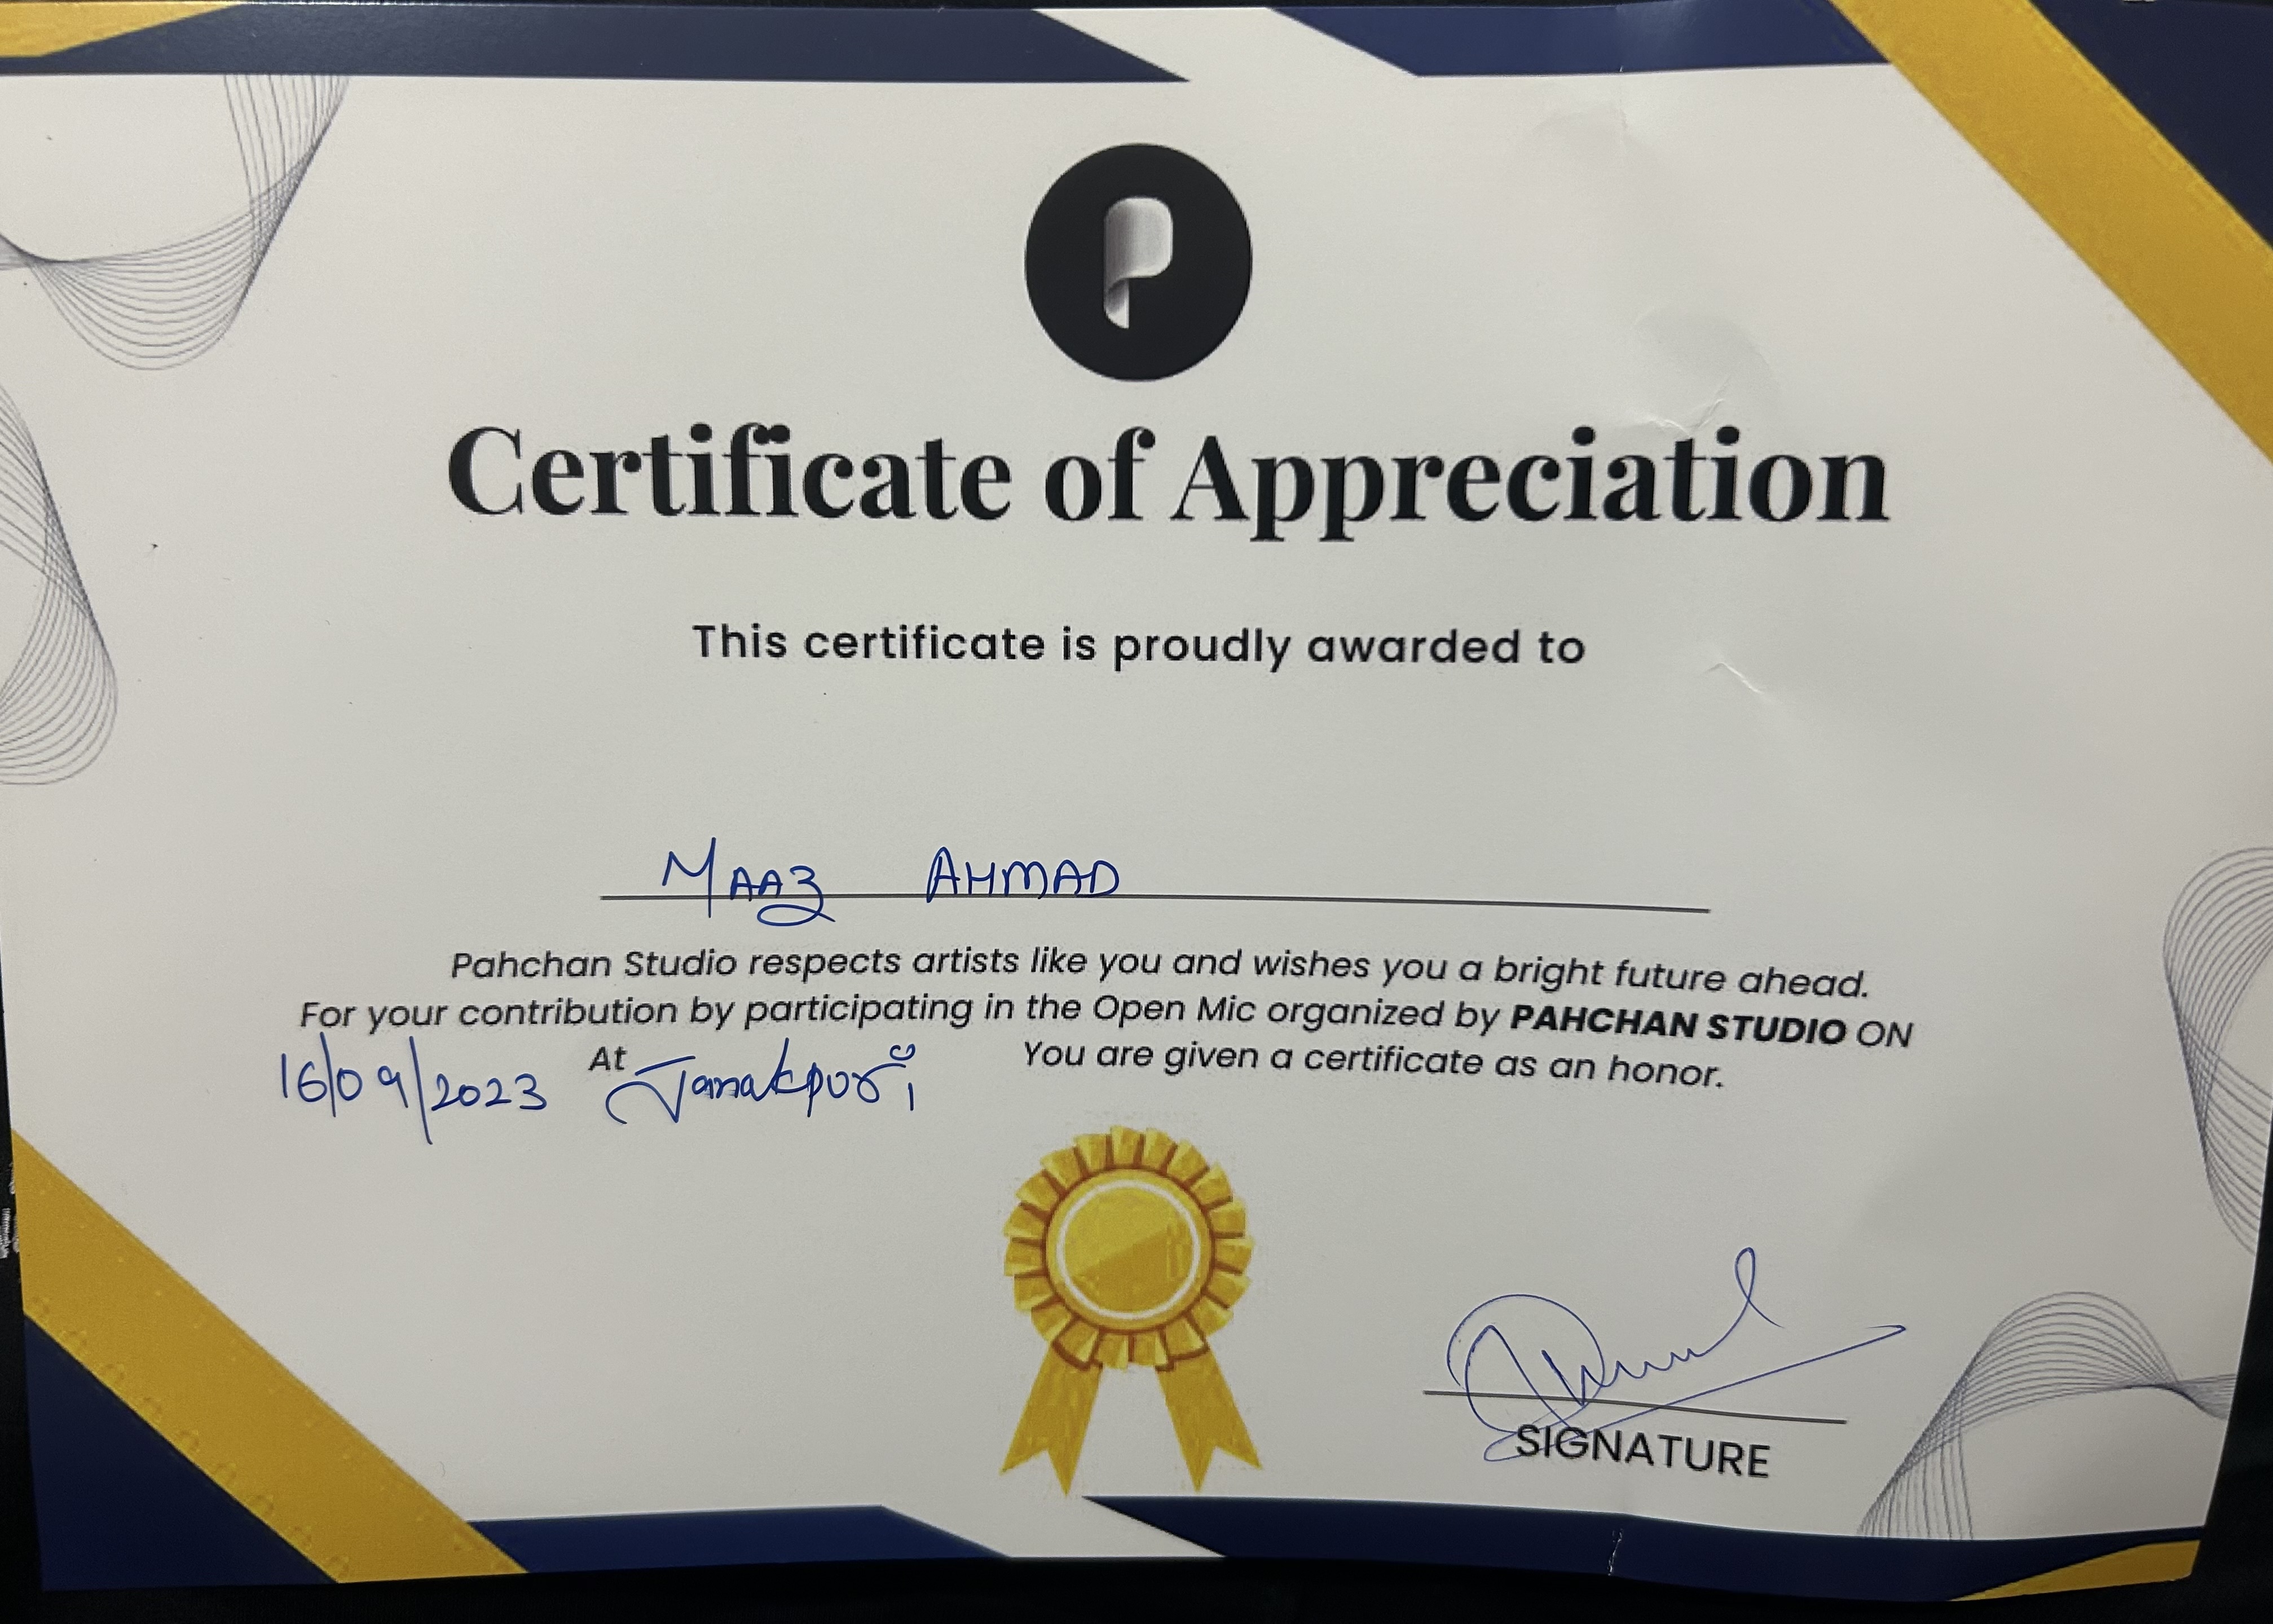 P
Certificate of Appreciation
This certificate is proudly awarded to
MAAZ AHMAD
Pahchan Studio respects artists like you and wishes you a bright future ahead.
For your contribution by participating in the Open Mic organized by PAHCHAN STUDIO ON
16/09/2023 At Janakpuri, You are given a certificate as an honor.
SIGNATURE